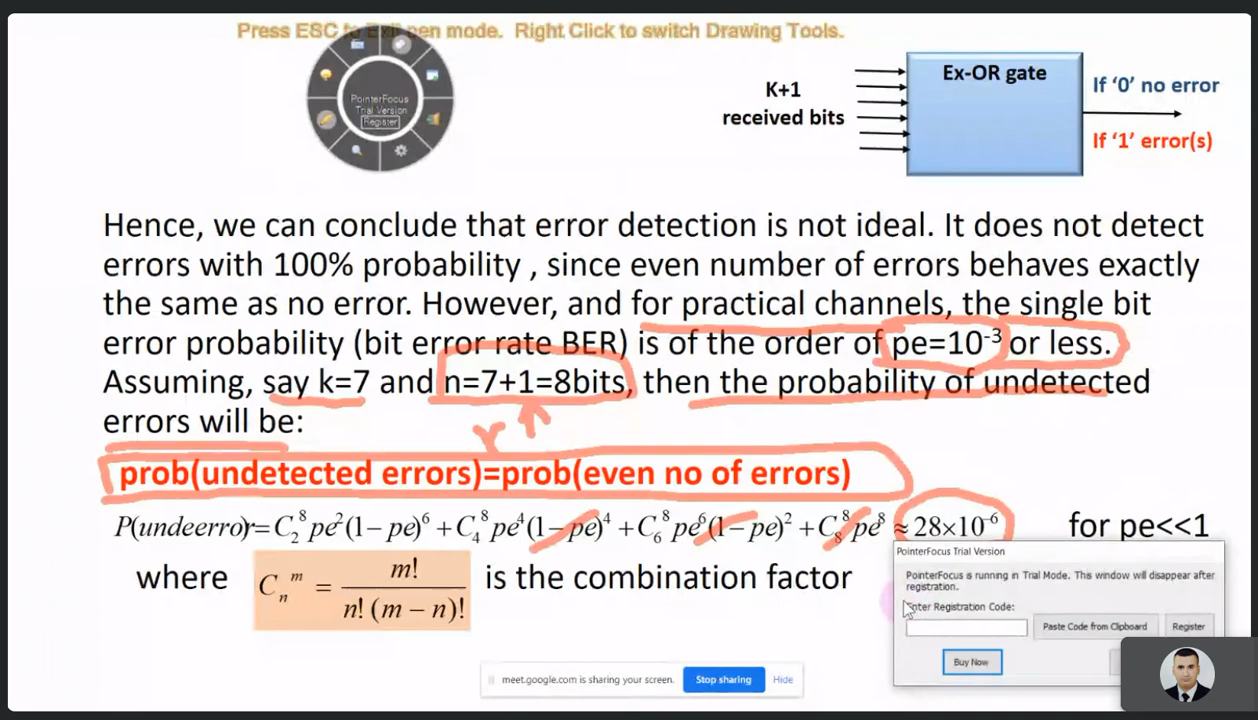 Press ESC to Exit pen mode. Right Click to switch Drawing Tools.
PointerFocus
Trial Version
Register
K+1
received bits
Ex-OR gate
If ‘0’ no error
If ‘1’ error(s)
Hence, we can conclude that error detection is not ideal. It does not detect
errors with 100% probability , since even number of errors behaves exactly
the same as no error. However, and for practical channels, the single bit
error probability (bit error rate BER) is of the order of pe=10⁻³ or less.
Assuming, say k=7 and n=7+1=8bits, then the probability of undetected
errors will be:
r
prob(undetected errors)=prob(even no of errors)
P(undeerror)=C₂⁸ pe²(1−pe)⁶ + C₄⁸ pe⁴(1−pe)⁴ + C₆⁸ pe⁶(1−pe)² + C₈⁸ pe⁸ ≈ 28×10⁻⁶ for pe<<1
where Cₙᵐ = m! / n!(m−n)! is the combination factor
PointerFocus Trial Version
PointerFocus is running in Trial Mode. This window will disappear after
registration.
Enter Registration Code:
Paste Code from Clipboard Register
Buy Now
meet.google.com is sharing your screen. Stop sharing Hide